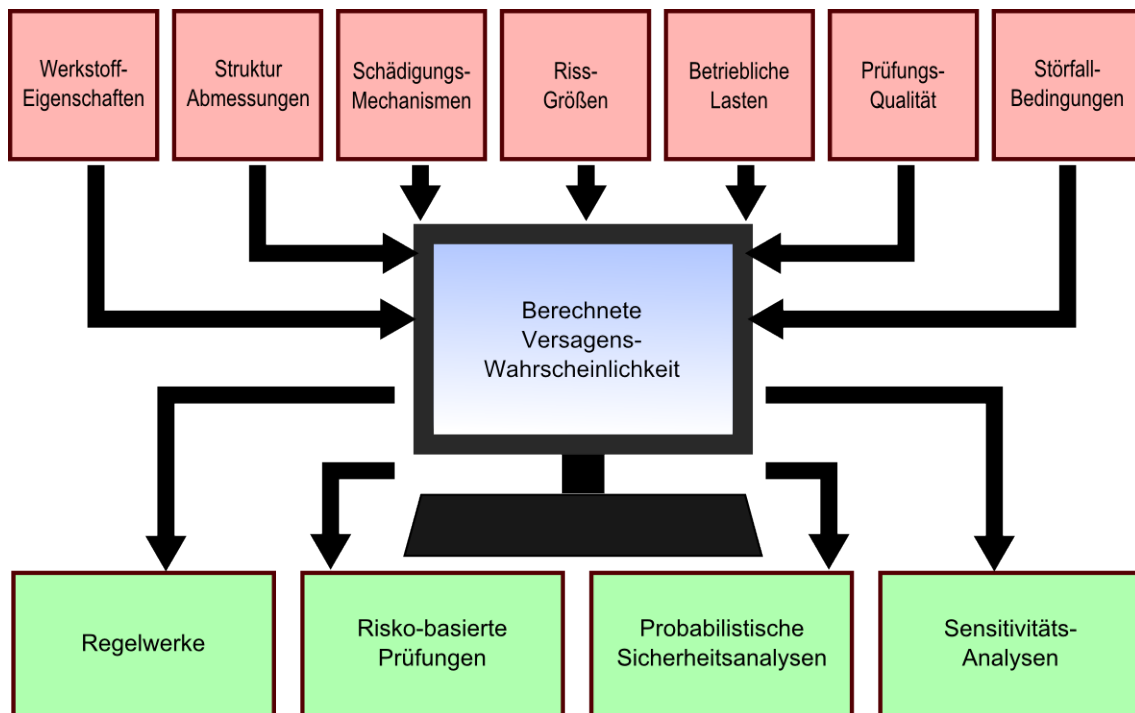 Werkstoff-
Eigenschaften
Struktur
Abmessungen
Schädigungs-
Mechanismen
Riss-
Größen
Betriebliche
Lasten
Prüfungs-
Qualität
Störfall-
Bedingungen
Berechnete
Versagens-
Wahrscheinlichkeit
Regelwerke
Risko-basierte
Prüfungen
Probabilistische
Sicherheitsanalysen
Sensitivitäts-
Analysen